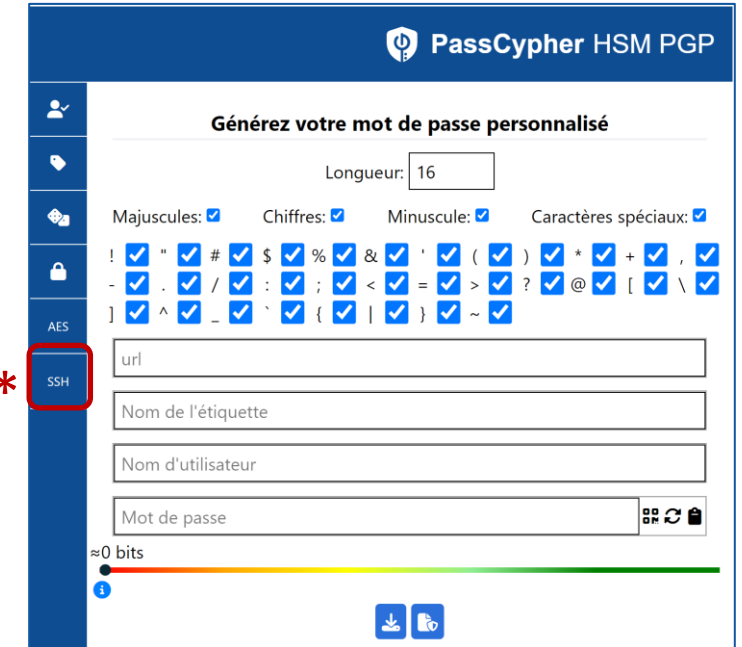 PassCypher HSM PGP
Générez votre mot de passe personnalisé
Longueur: 16
Majuscules: Chiffres: Minuscule: Caractères spéciaux:
! " # $ % & ' ( ) * + ,
- . / : ; < = > ? @ [ \
] ^ _ ` { | } ~
AES
url
* SSH
Nom de l'étiquette
Nom d'utilisateur
Mot de passe
≈0 bits